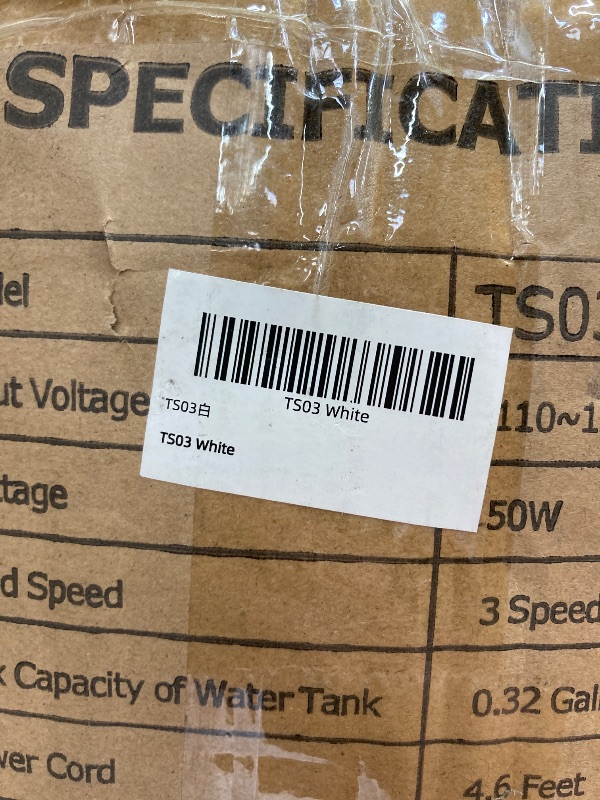 SPECIFICATI
del
TS03
TS03白
TS03 White
TS03 White
ut Voltage
110~1
tage
50W
d Speed
3 Speed
k Capacity of Water Tank
0.32 Gal
wer Cord
4.6 Feet